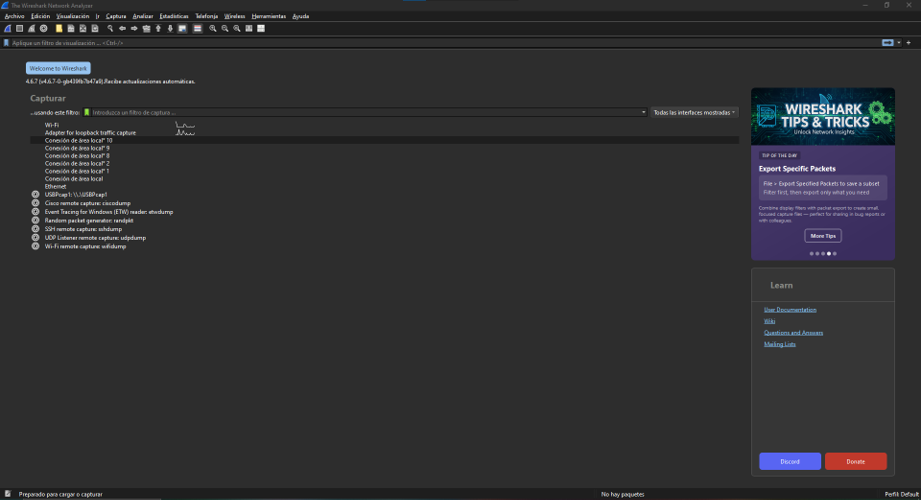 The Wireshark Network Analyzer
Archivo Edición Visualización Ir Captura Analizar Estadísticas Telefonía Wireless Herramientas Ayuda
Aplique un filtro de visualización ... <Ctrl-/>
Welcome to Wireshark
Recibe actualizaciones automáticas.
Capturar
...usando este filtro: Introduzca un filtro de captura ... Todas las interfaces mostradas
Wi-Fi
Adapter for loopback traffic capture
Conexión de área local* 10
Conexión de área local* 9
Conexión de área local* 8
Conexión de área local* 2
Conexión de área local* 1
Conexión de área local
Ethernet
USBPcap1: \\.\USBPcap1
Cisco remote capture: ciscodump
Event Tracing for Windows (ETW) reader: etwdump
Random packet generator: randpkt
SSH remote capture: sshdump
UDP Listener remote capture: udpdump
Wi-Fi remote capture: wifidump
WIRESHARK
TIPS & TRICKS
Unlock Network Insights
TIP OF THE DAY
Export Specific Packets
File > Export Specified Packets to save a subset
Filter first, then export only what you need
Combine display filters with packet export to create small,
focused capture files — perfect for sharing in bug reports or
with colleagues.
More Tips
Learn
User Documentation
Wiki
Questions and Answers
Mailing Lists
Discord Donate
Preparado para cargar o capturar No hay paquetes Perfil: Default